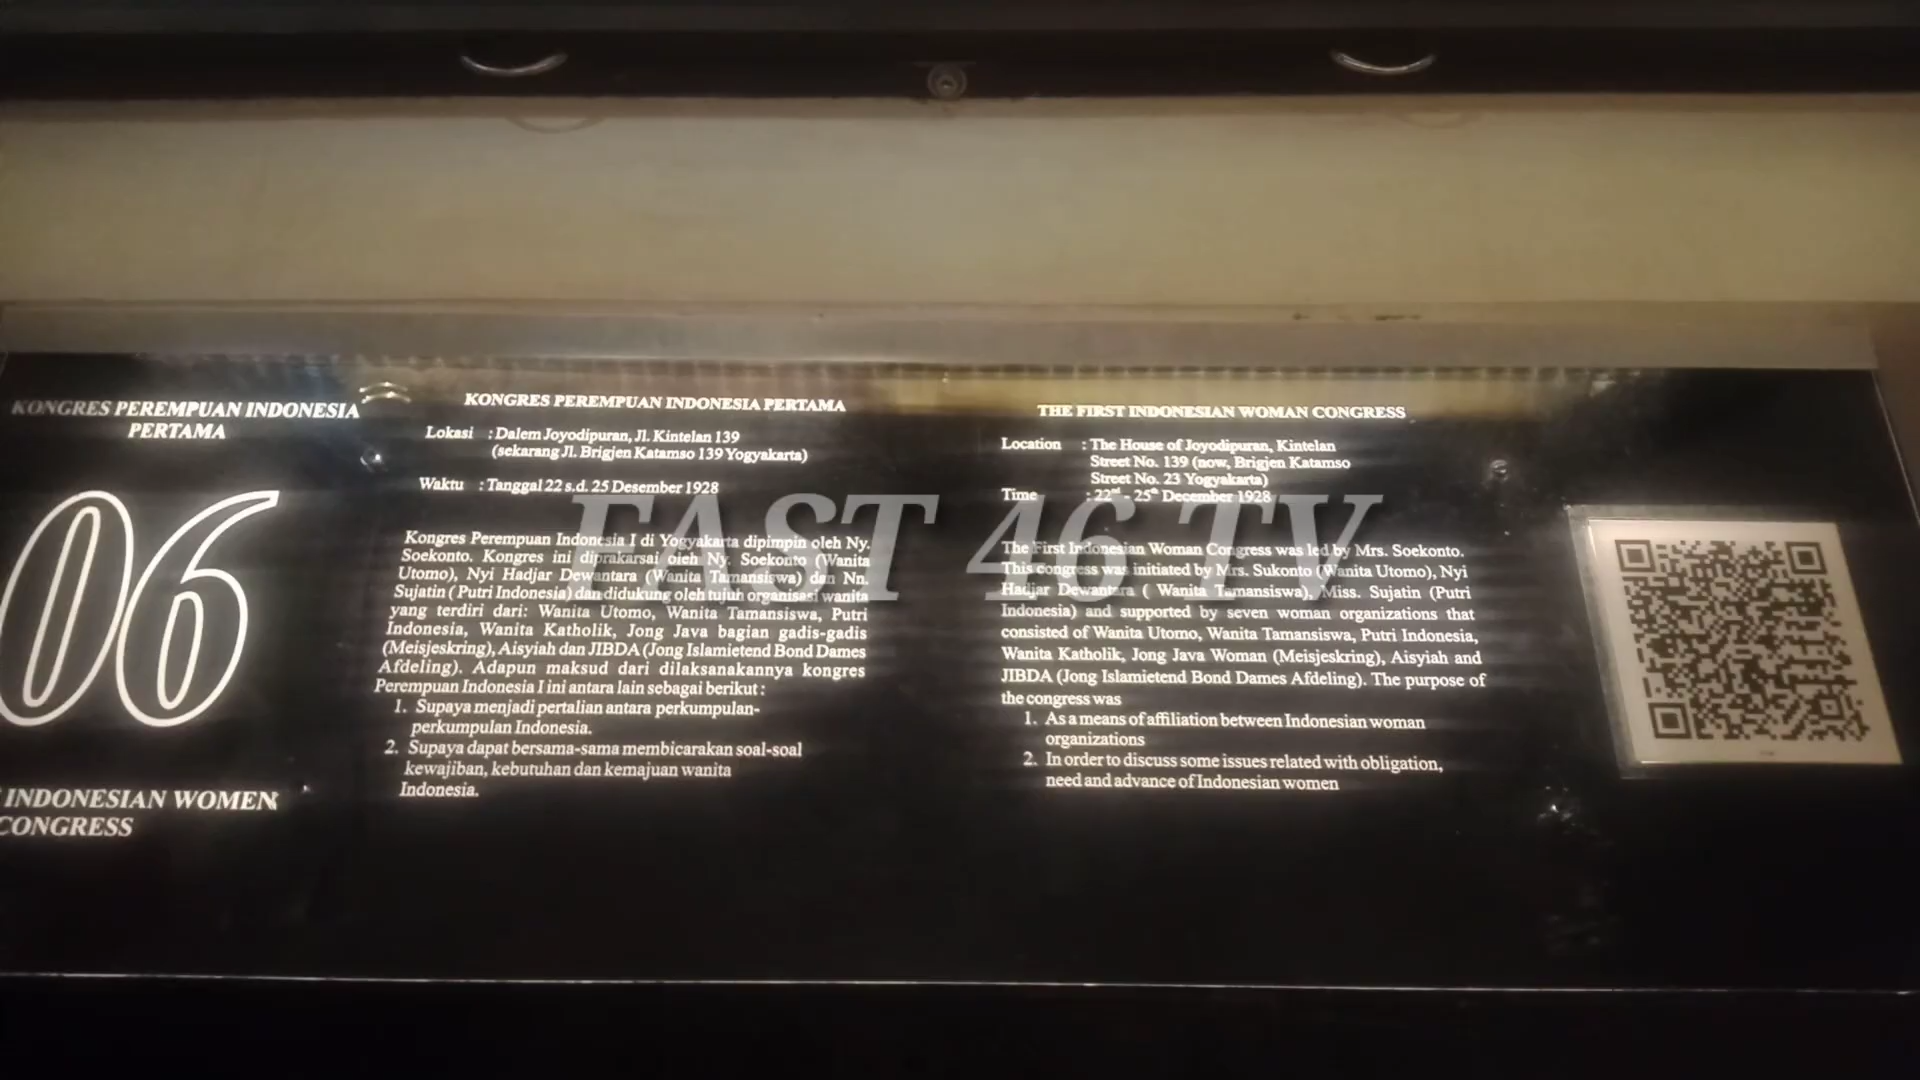 KONGRES PEREMPUAN INDONESIA
PERTAMA
06
INDONESIAN WOMEN
CONGRESS
KONGRES PEREMPUAN INDONESIA PERTAMA
Lokasi : Dalem Joyodipuran, Jl. Kintelan 139
(sekarang Jl. Brigjen Katamso 139 Yogyakarta)
Waktu : Tanggal 22 s.d. 25 Desember 1928
Kongres Perempuan Indonesia I di Yogyakarta dipimpin oleh Ny.
Soekonto. Kongres ini diprakarsai oleh Ny. Soekonto (Wanita
Utomo), Nyi Hadjar Dewantara (Wanita Tamansiswa) dan Nn.
Sujatin ( Putri Indonesia) dan didukung oleh tujuh organisasi wanita
yang terdiri dari: Wanita Utomo, Wanita Tamansiswa, Putri
Indonesia, Wanita Katholik, Jong Java bagian gadis-gadis
(Meisjeskring), Aisyiah dan JIBDA (Jong Islamietend Bond Dames
Afdeling). Adapun maksud dari dilaksanakannya kongres
Perempuan Indonesia I ini antara lain sebagai berikut :
1. Supaya menjadi pertalian antara perkumpulan-
perkumpulan Indonesia.
2. Supaya dapat bersama-sama membicarakan soal-soal
kewajiban, kebutuhan dan kemajuan wanita
Indonesia.
THE FIRST INDONESIAN WOMAN CONGRESS
Location : The House of Joyodipuran, Kintelan
Street No. 139 (now, Brigjen Katamso
Street No. 23 Yogyakarta)
Time : 22nd - 25th December 1928
The First Indonesian Woman Congress was led by Mrs. Soekonto.
This congress was initiated by Mrs. Sukonto (Wanita Utomo), Nyi
Hadjar Dewantara ( Wanita Tamansiswa), Miss. Sujatin (Putri
Indonesia) and supported by seven woman organizations that
consisted of Wanita Utomo, Wanita Tamansiswa, Putri Indonesia,
Wanita Katholik, Jong Java Woman (Meisjeskring), Aisyiah and
JIBDA (Jong Islamietend Bond Dames Afdeling). The purpose of
the congress was
1. As a means of affiliation between Indonesian woman
organizations
2. In order to discuss some issues related with obligation,
need and advance of Indonesian women
FAST 46 TV